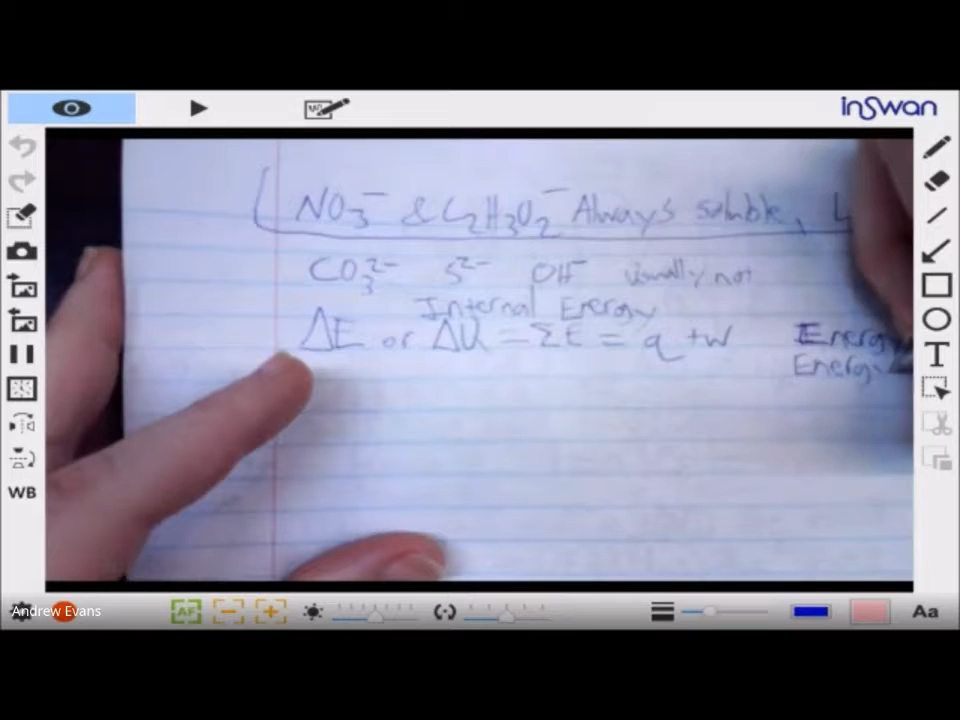 inSwan
NO₃⁻ & C₂H₃O₂⁻ Always soluble, L
CO₃²⁻ S²⁻ OH⁻ usually not
Internal Energy
ΔE or ΔU = ΣE = q + w Energy
Energy
WB
T
Andrew Evans
AF
Aa